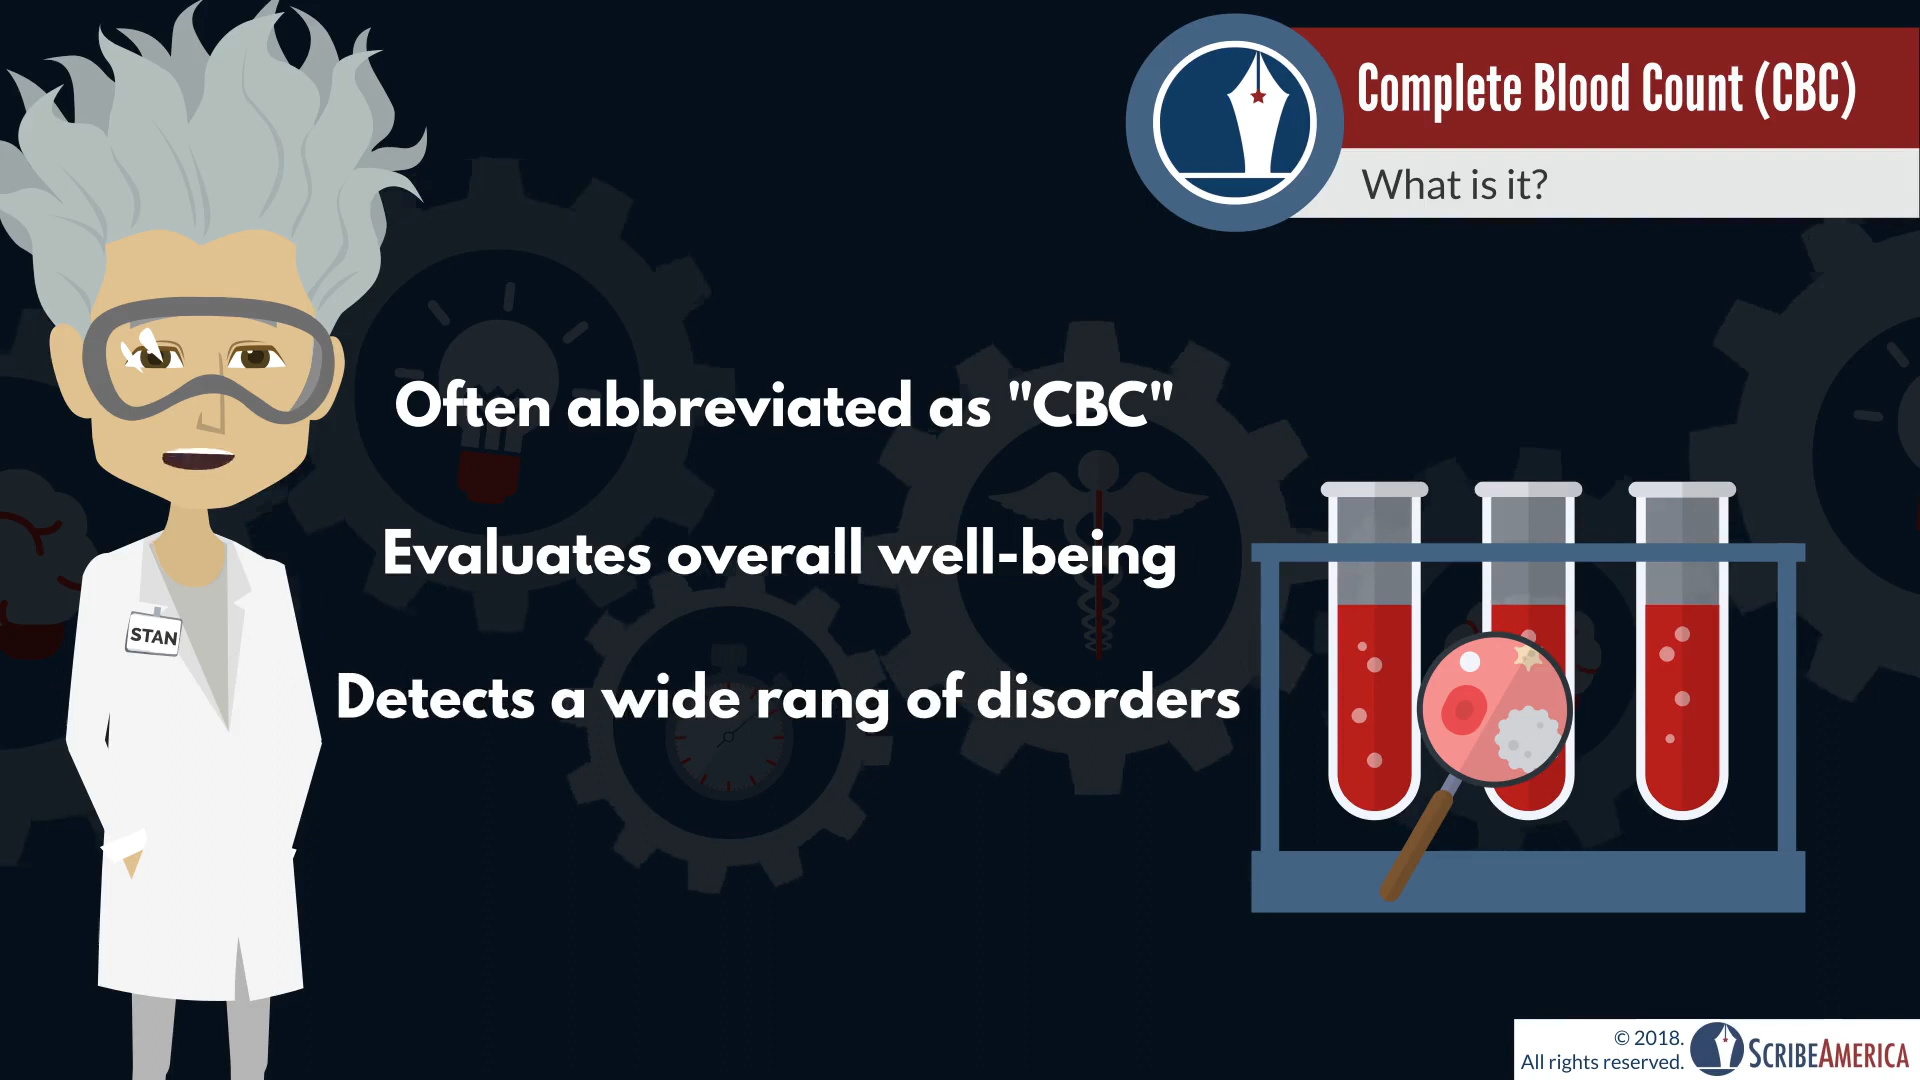 Complete Blood Count (CBC)
What is it?
Often abbreviated as "CBC"
Evaluates overall well-being
STAN
Detects a wide rang of disorders
© 2018.
All rights reserved.
SCRIBEAMERICA